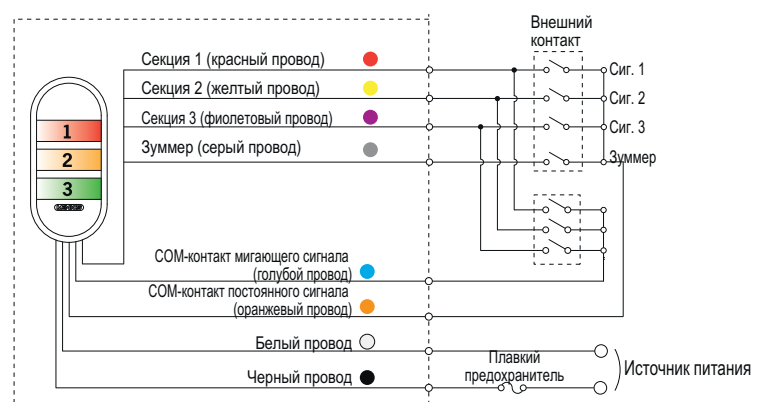 Внешний
контакт
Секция 1 (красный провод)
Сиг. 1
Секция 2 (желтый провод)
Сиг. 2
Секция 3 (фиолетовый провод)
Сиг. 3
Зуммер (серый провод)
Зуммер
1
2
3
COM-контакт мигающего сигнала
(голубой провод)
COM-контакт постоянного сигнала
(оранжевый провод)
Белый провод
Плавкий
предохранитель
Источник питания
Черный провод